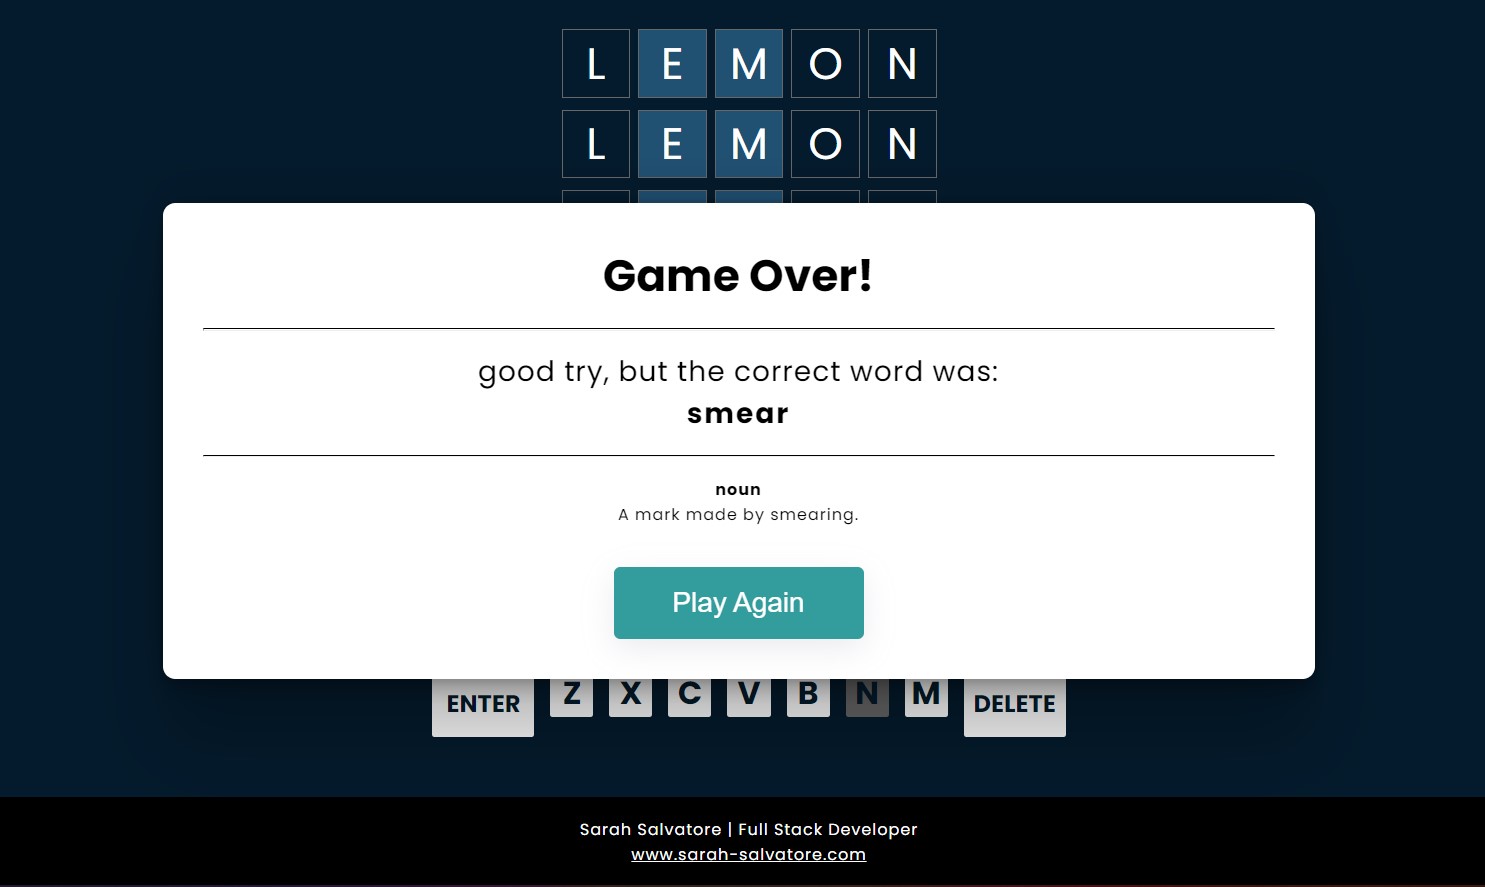 L E M O N
L E M O N
Game Over!
good try, but the correct word was:
smear
noun
A mark made by smearing.
Play Again
ENTER Z X C V B N M DELETE
Sarah Salvatore | Full Stack Developer
www.sarah-salvatore.com